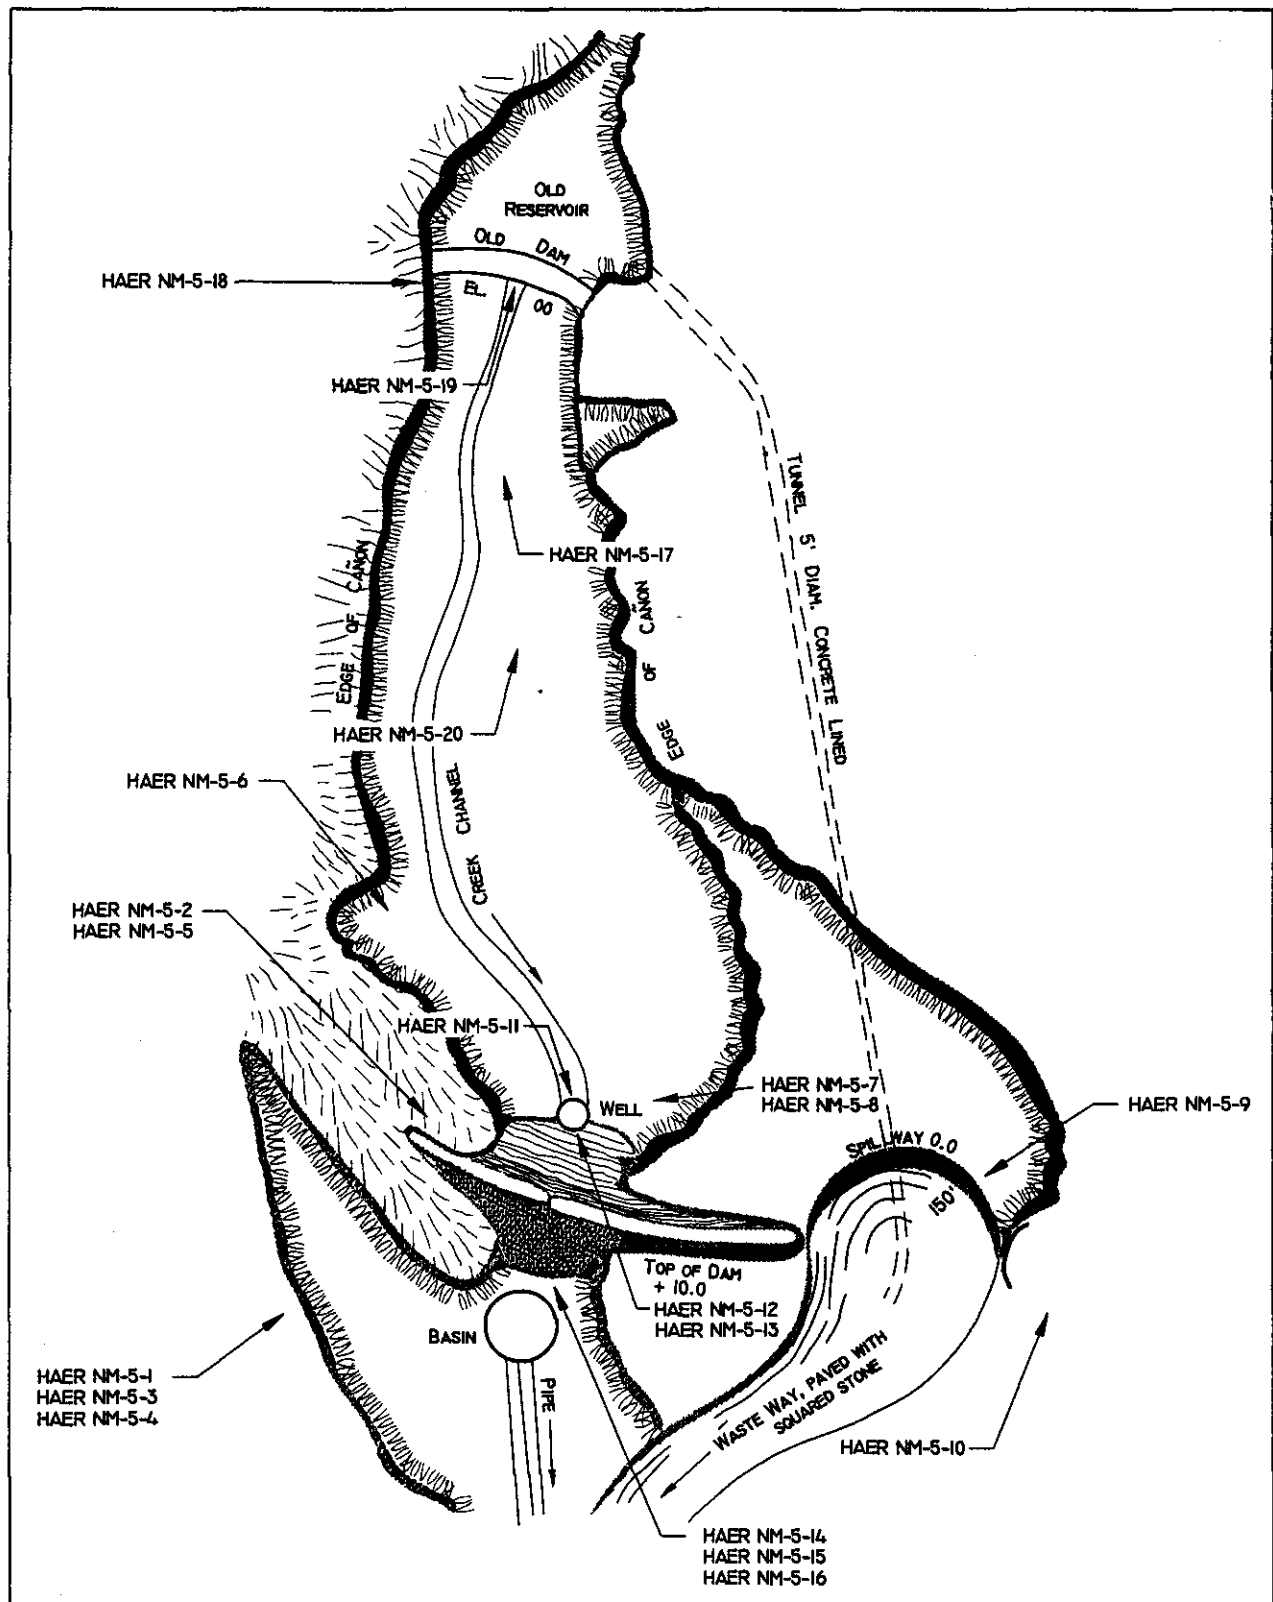 OLD
RESERVOIR
OLD DAM
HAER NM-5-18
EL. 00
HAER NM-5-19
TUNNEL 5' DIAM. CONCRETE LINED
HAER NM-5-17
EDGE OF CAÑON
EDGE OF CAÑON
HAER NM-5-20
HAER NM-5-6
CREEK CHANNEL
HAER NM-5-2
HAER NM-5-5
HAER NM-5-11
WELL
HAER NM-5-7
HAER NM-5-8
HAER NM-5-9
SPILWAY 0.0
150'
TOP OF DAM
+ 10.0
HAER NM-5-12
HAER NM-5-13
BASIN
PIPE
HAER NM-5-1
HAER NM-5-3
HAER NM-5-4
WASTE WAY, PAVED WITH
SQUARED STONE
HAER NM-5-10
HAER NM-5-14
HAER NM-5-15
HAER NM-5-16